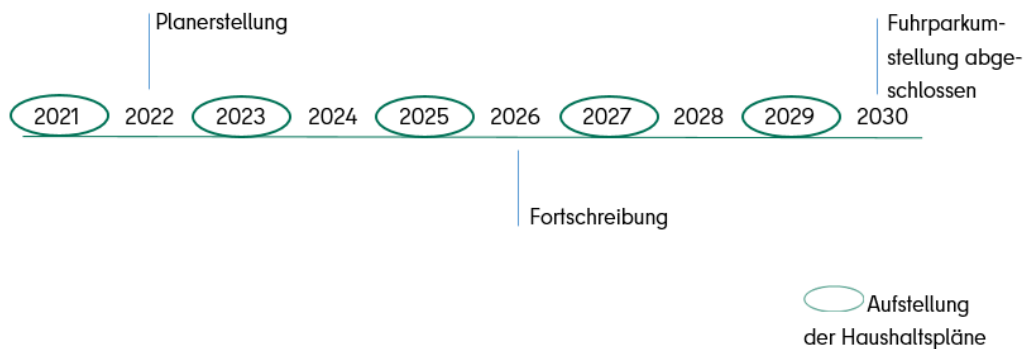 Planerstellung
Fuhrparkum-
stellung abge-
schlossen
2021 2022 2023 2024 2025 2026 2027 2028 2029 2030
Fortschreibung
Aufstellung
der Haushaltspläne